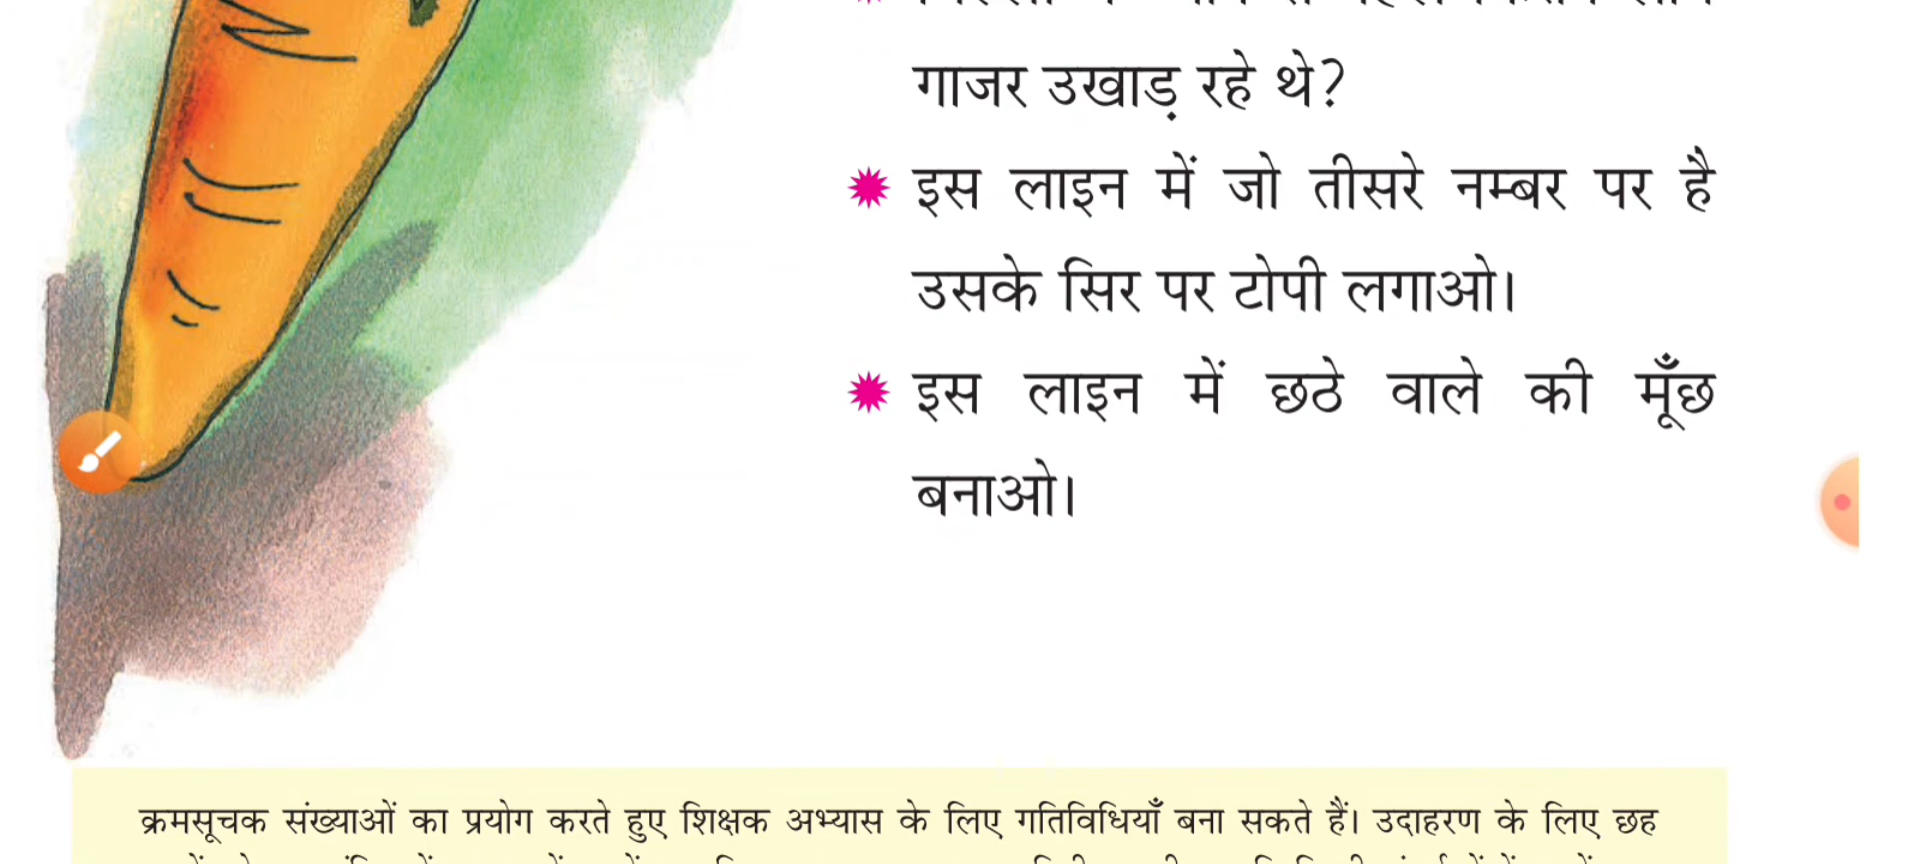 गाजर उखाड़ रहे थे?
इस लाइन में जो तीसरे नम्बर पर है
उसके सिर पर टोपी लगाओ।
इस लाइन में छठे वाले की मूँछ
बनाओ।
क्रमसूचक संख्याओं का प्रयोग करते हुए शिक्षक अभ्यास के लिए गतिविधियाँ बना सकते हैं। उदाहरण के लिए छह